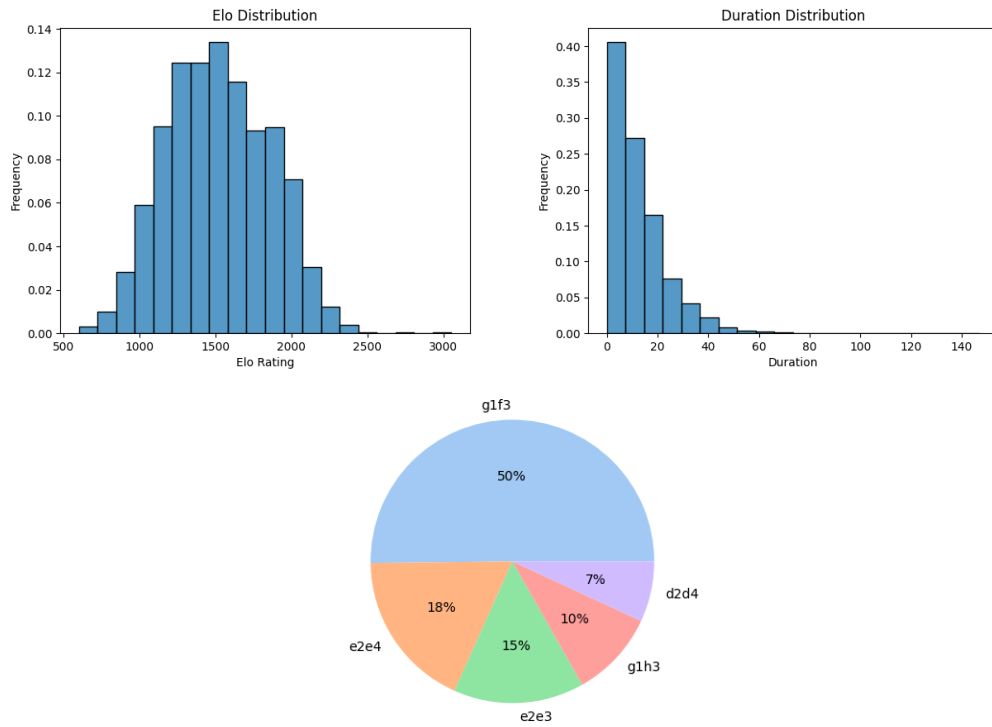 Elo Distribution
0.14
0.12
0.10
0.08
0.06
0.04
0.02
0.00
Frequency
500 1000 1500 2000 2500 3000
Elo Rating
Duration Distribution
0.40
0.35
0.30
0.25
0.20
0.15
0.10
0.05
0.00
Frequency
0 20 40 60 80 100 120 140
Duration
g1f3
50%
e2e4
18%
e2e3
15%
g1h3
10%
d2d4
7%